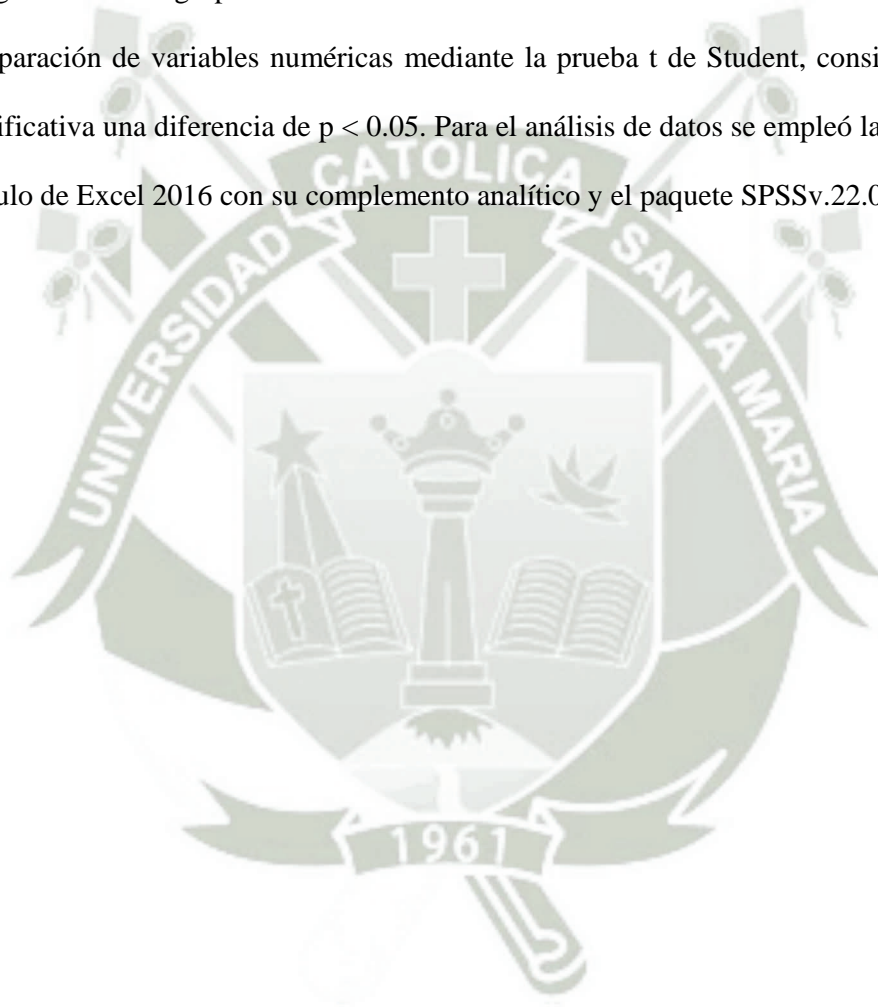 paración de variables numéricas mediante la prueba t de Student, consi
ificativa una diferencia de p < 0.05. Para el análisis de datos se empleó la
ulo de Excel 2016 con su complemento analítico y el paquete SPSSv.22.0
UNIVERSIDAD CATOLICA SANTA MARIA
1961